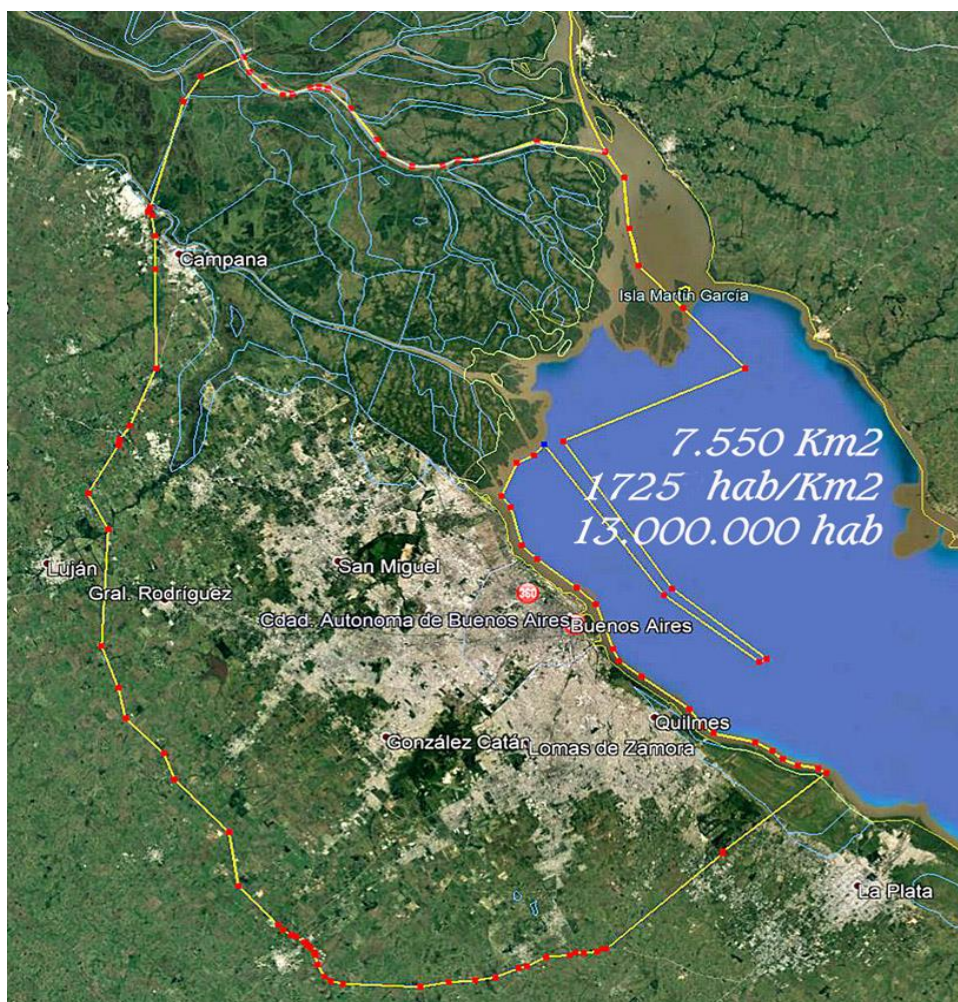 Campana
Isla Martín García
7.550 Km2
1725 hab/Km2
13.000.000 hab
Luján
San Miguel
Gral. Rodríguez
360
Cdad. Autonoma de Buenos Aires
Buenos Aires
Quilmes
González Catán
Lomas de Zamora
La Plata